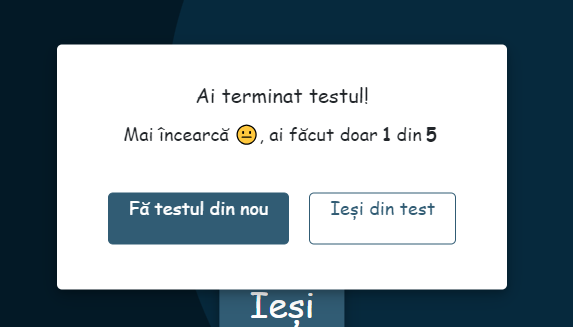 Ai terminat testul!
Mai încearcă 😐, ai făcut doar 1 din 5
Fă testul din nou
Ieși din test
Ieși